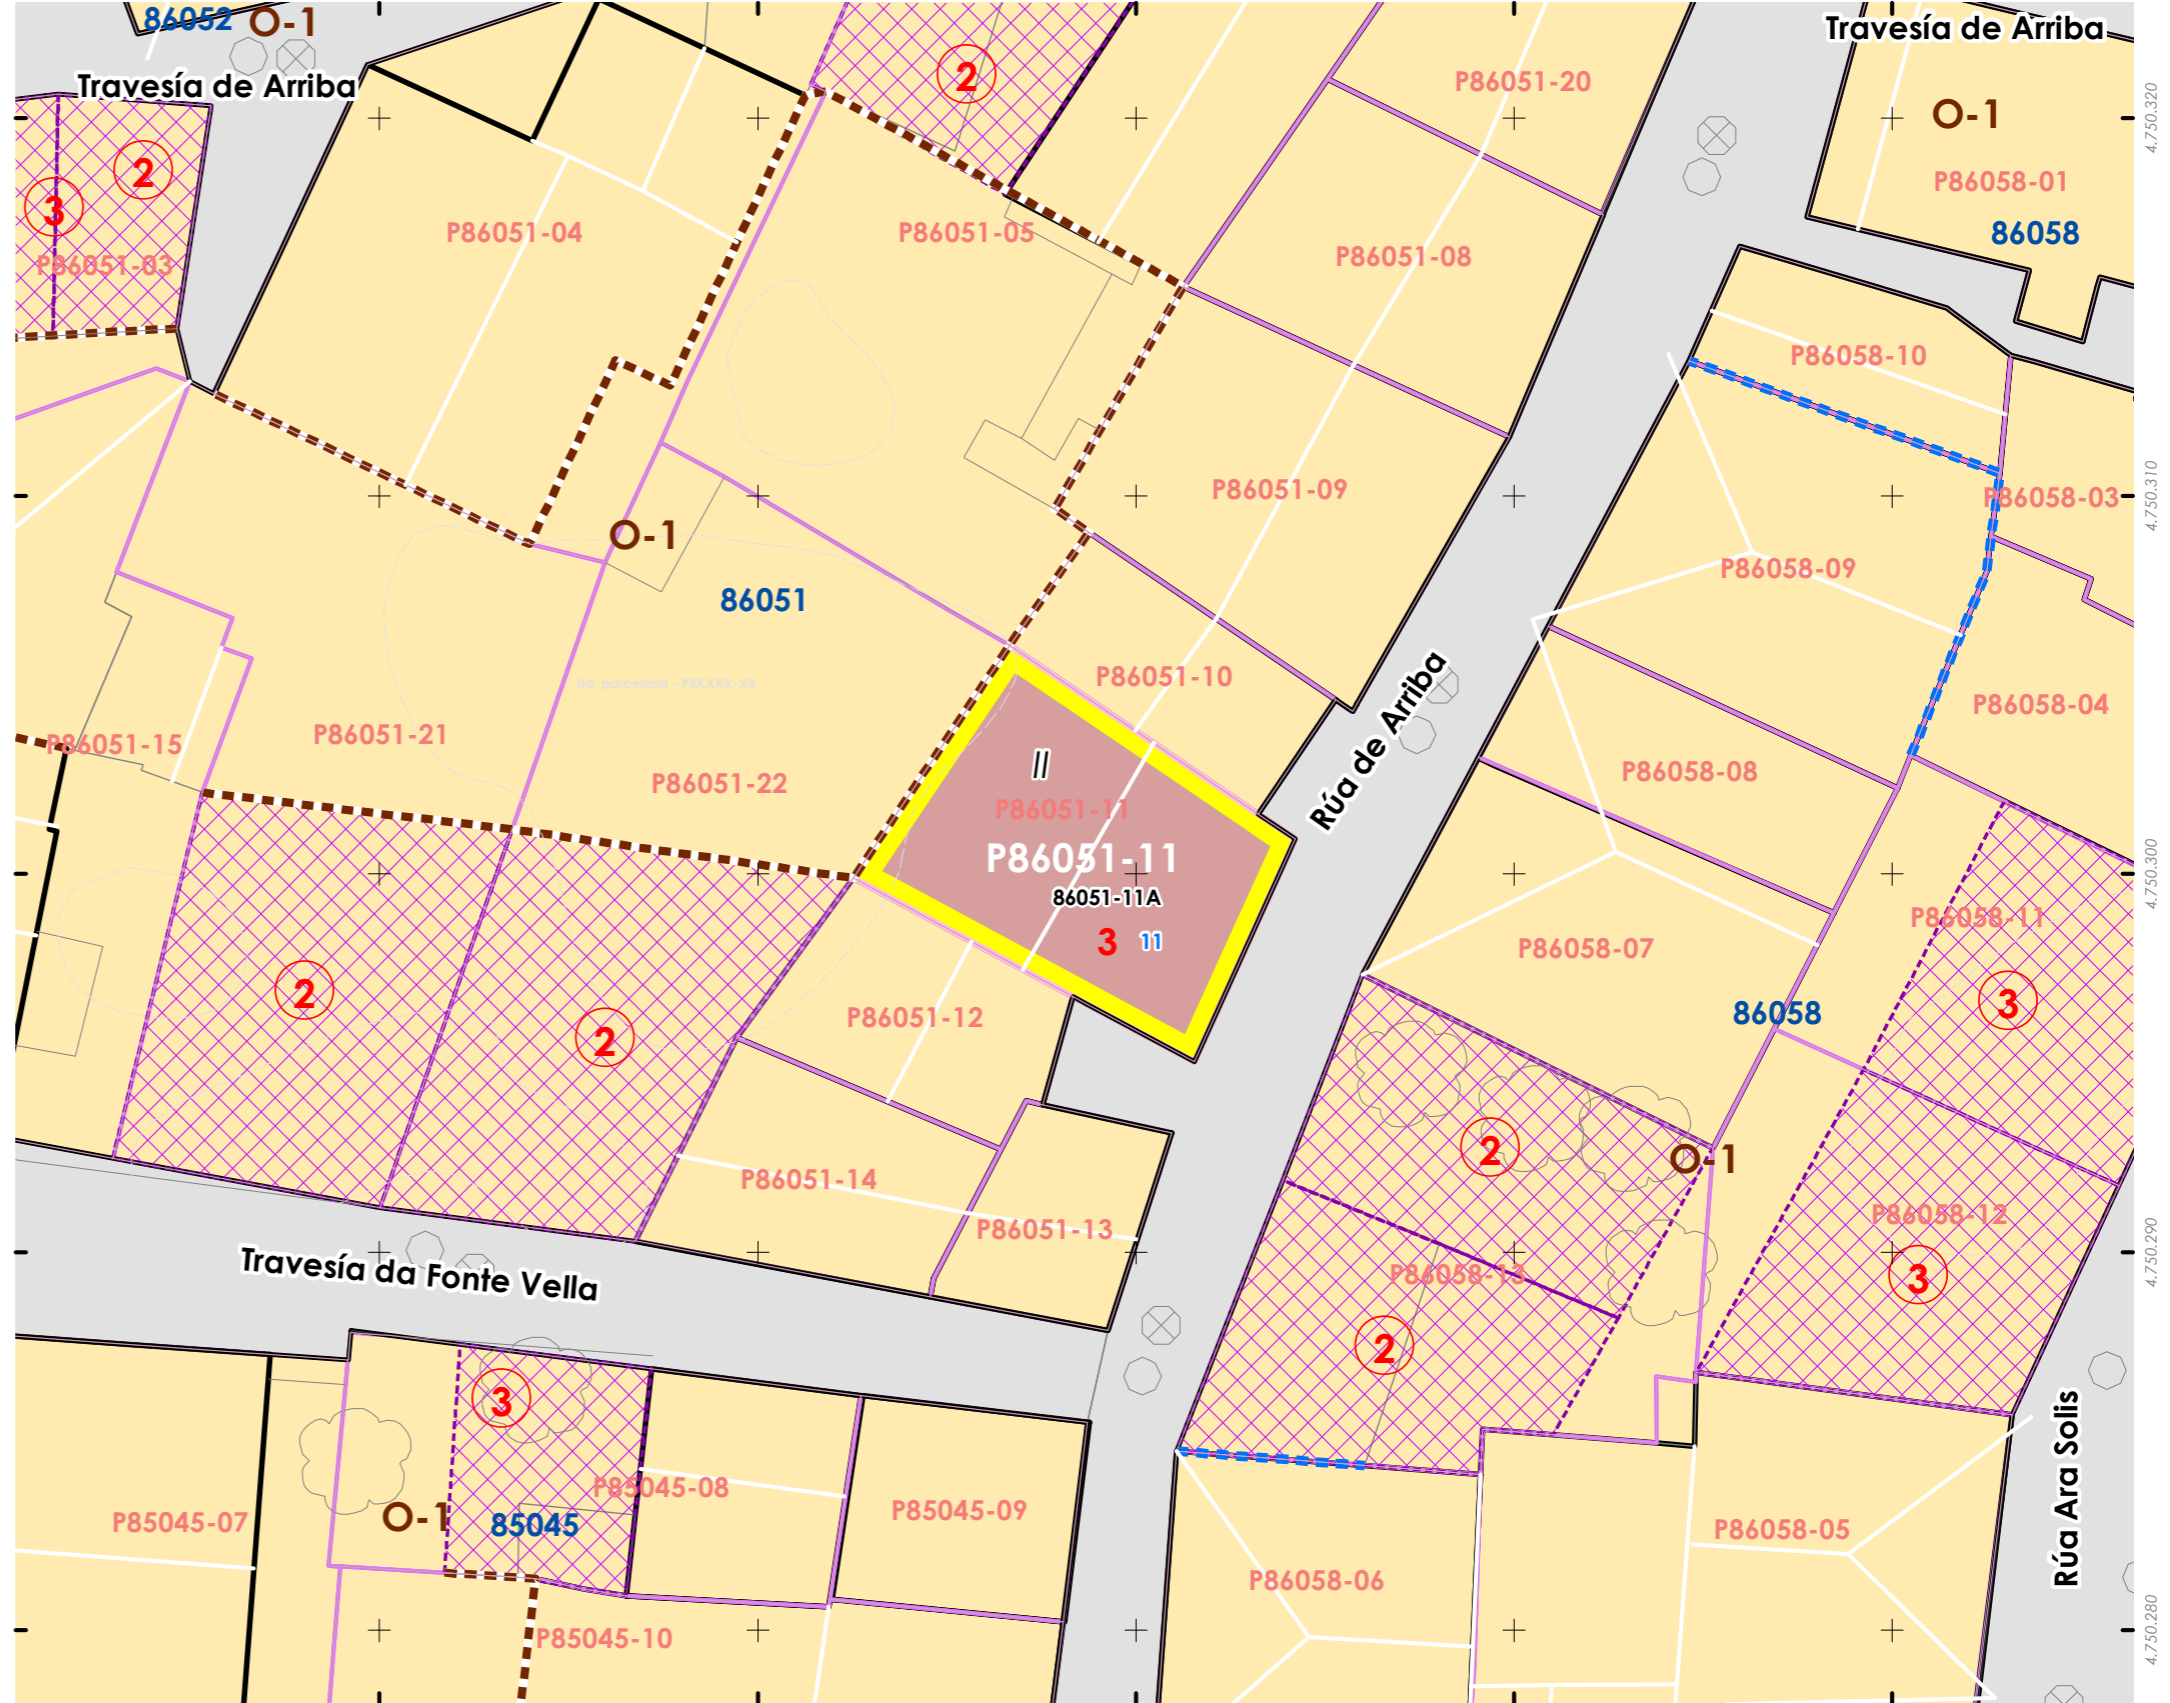 86052 O-1
Travesía de Arriba
Travesía de Arriba
2
P86051-20
O-1
4.750.320
2
3
P86051-03
P86051-04
P86051-05
P86051-08
P86058-01
86058
P86058-10
P86051-09
P86058-03
4.750.310
O-1
86051
P86058-09
Ud. parcelaria - PBXXXX-XX
P86051-10
P86058-04
P86051-15
P86051-21
P86051-22
Rúa de Arriba
II
P86051-11
P86051-11
86051-11A
3 11
P86058-08
4.750.300
P86058-11
P86058-07
3
86058
2
2
P86051-12
2
O-1
P86051-14
P86051-13
P86058-12
4.750.290
Travesía da Fonte Vella
P86058-13
3
2
3
P85045-07
O-1
85045
P85045-08
P85045-09
P86058-05
Rúa Ara Solis
P86058-06
P85045-10
4.750.280